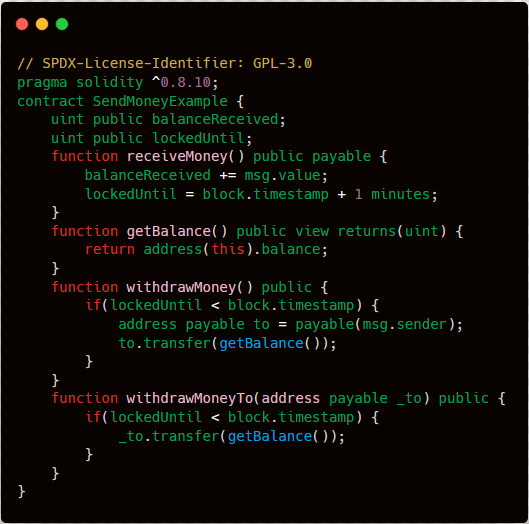 // SPDX-License-Identifier: GPL-3.0
pragma solidity ^0.8.10;
contract SendMoneyExample {
    uint public balanceReceived;
    uint public lockedUntil;
    function receiveMoney() public payable {
        balanceReceived += msg.value;
        lockedUntil = block.timestamp + 1 minutes;
    }
    function getBalance() public view returns(uint) {
        return address(this).balance;
    }
    function withdrawMoney() public {
        if(lockedUntil < block.timestamp) {
            address payable to = payable(msg.sender);
            to.transfer(getBalance());
        }
    }
    function withdrawMoneyTo(address payable _to) public {
        if(lockedUntil < block.timestamp) {
            _to.transfer(getBalance());
        }
    }
}